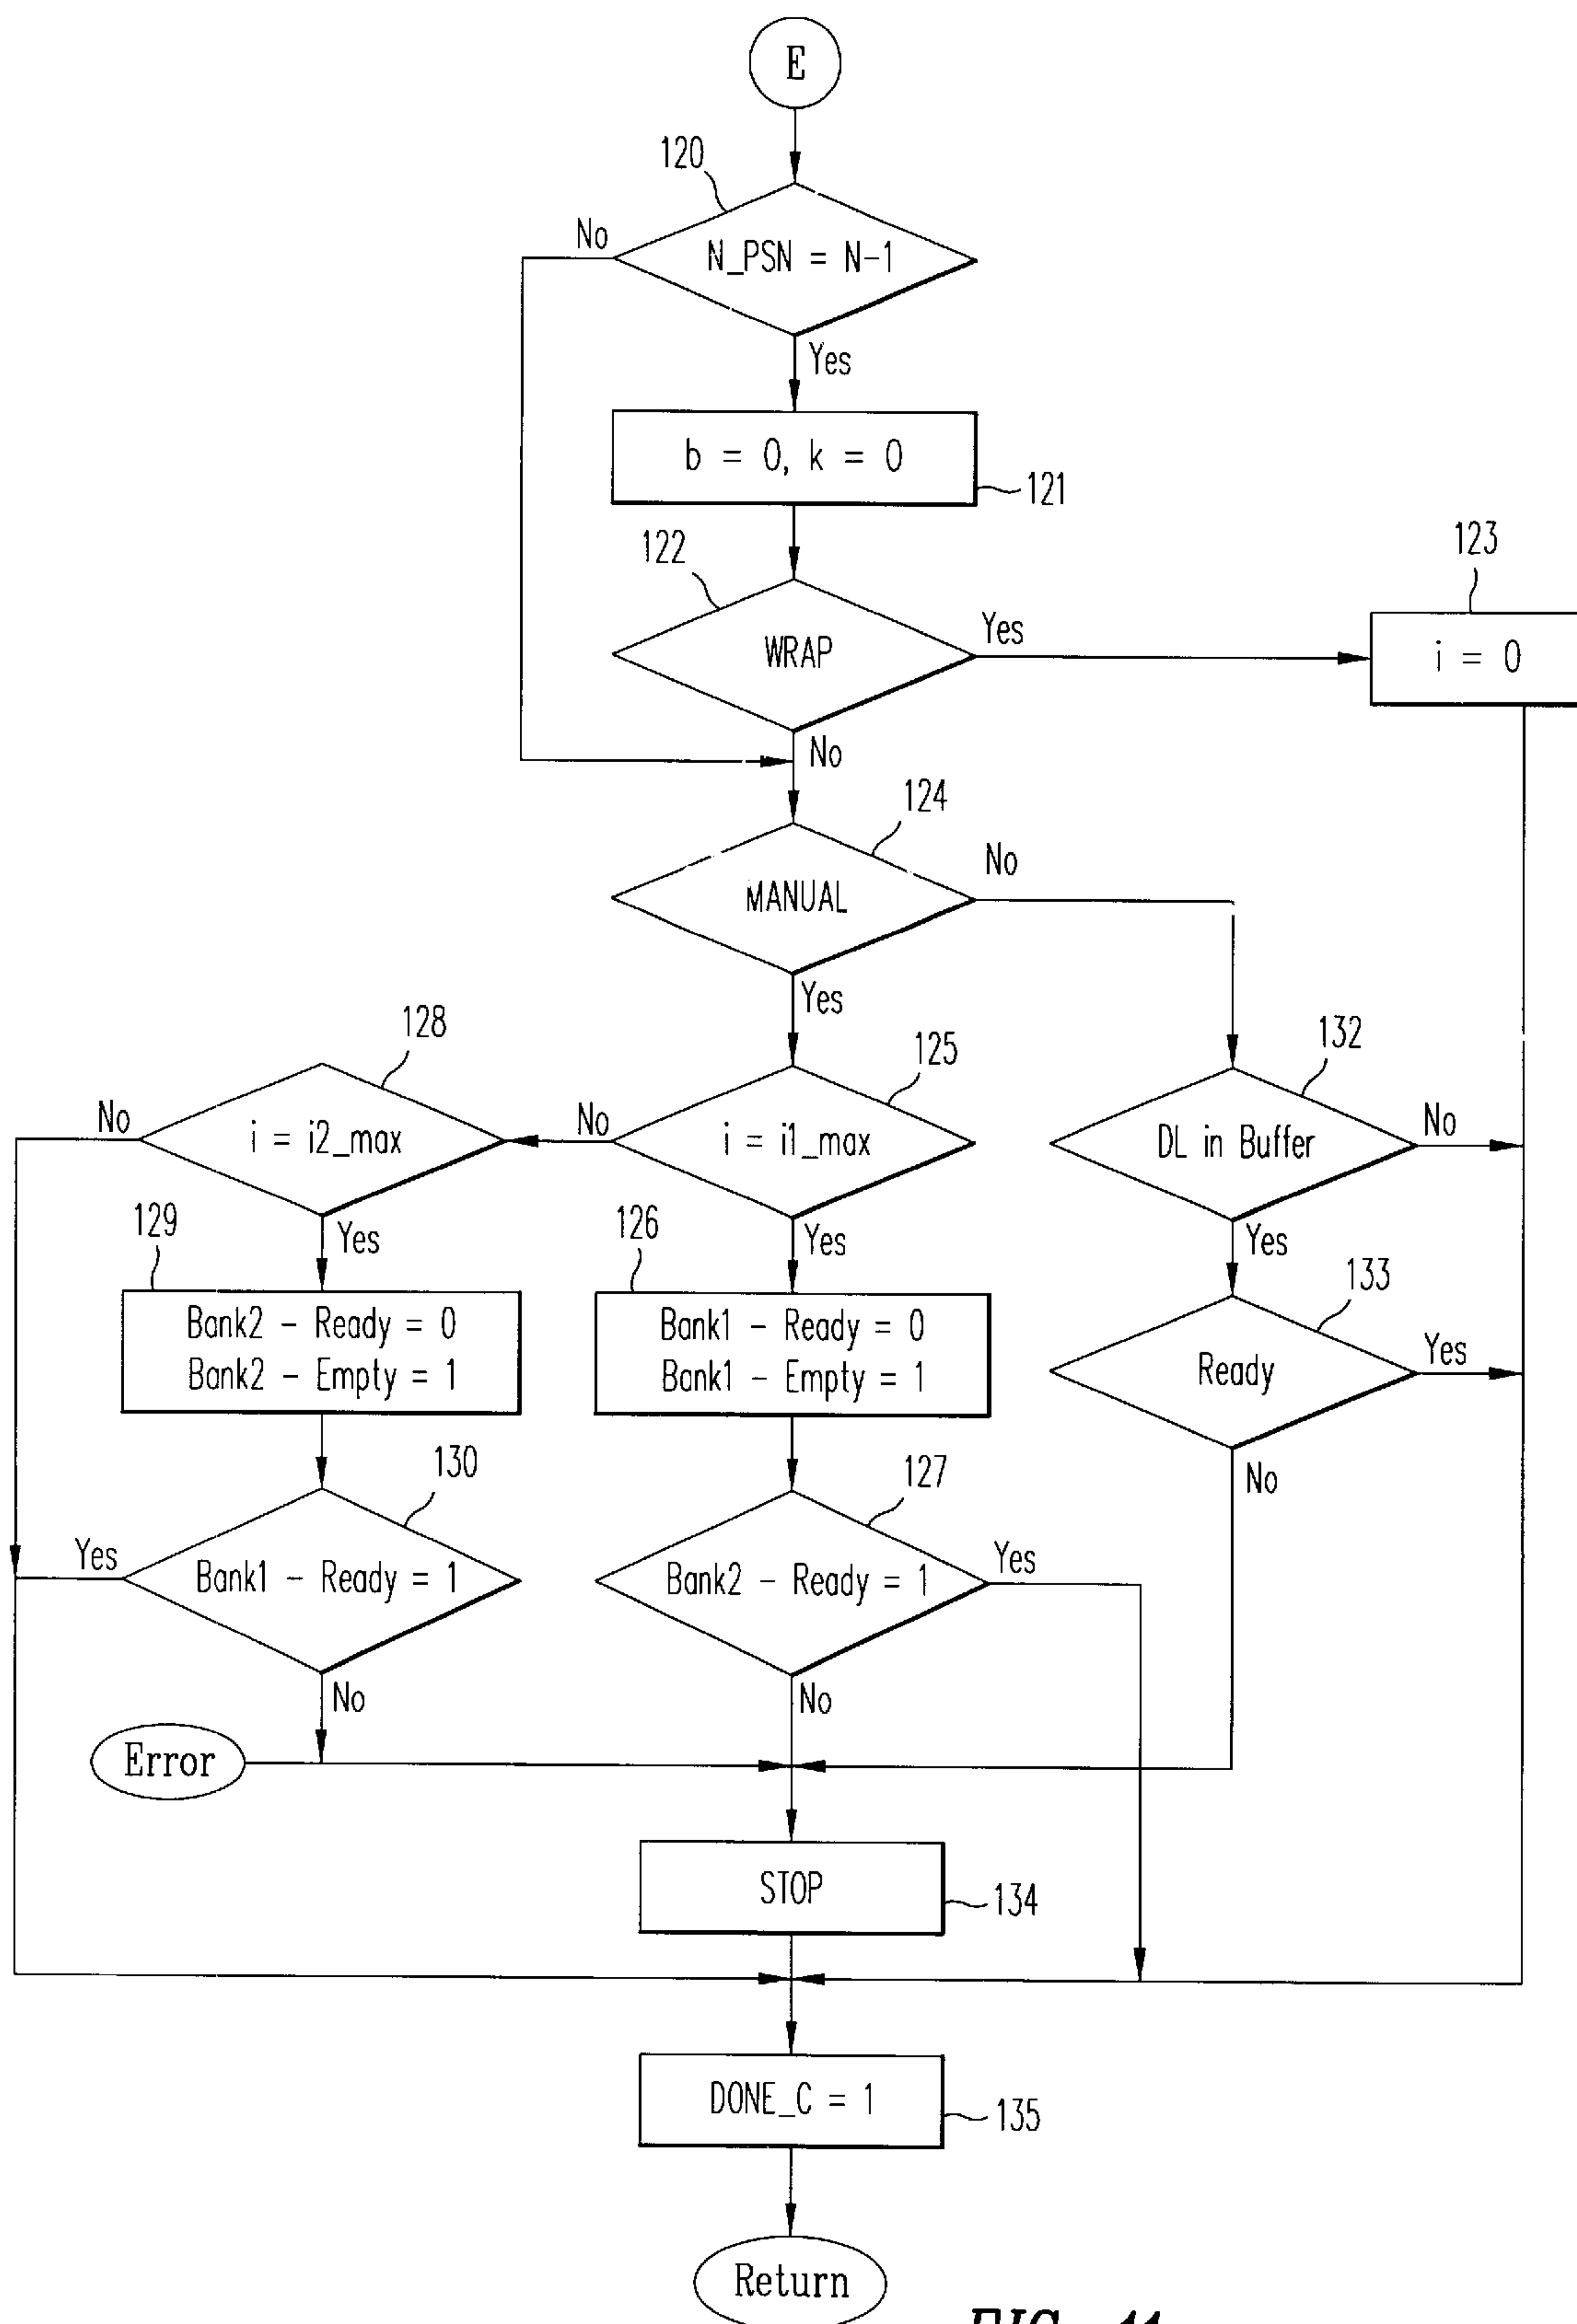 E
120
No
N_PSN = N-1
Yes
b = 0, k = 0
121
122
123
WRAP
Yes
i = 0
No
124
MANUAL
No
Yes
128
125
132
No
i = i2_max
No
i = i1_max
DL in Buffer
No
129
Yes
126
Yes
Yes
133
Bank2 - Ready = 0
Bank2 - Empty = 1
Bank1 - Ready = 0
Bank1 - Empty = 1
Ready
Yes
130
127
No
Yes
Bank1 - Ready = 1
Bank2 - Ready = 1
Yes
No
No
Error
STOP
134
DONE_C = 1
135
Return